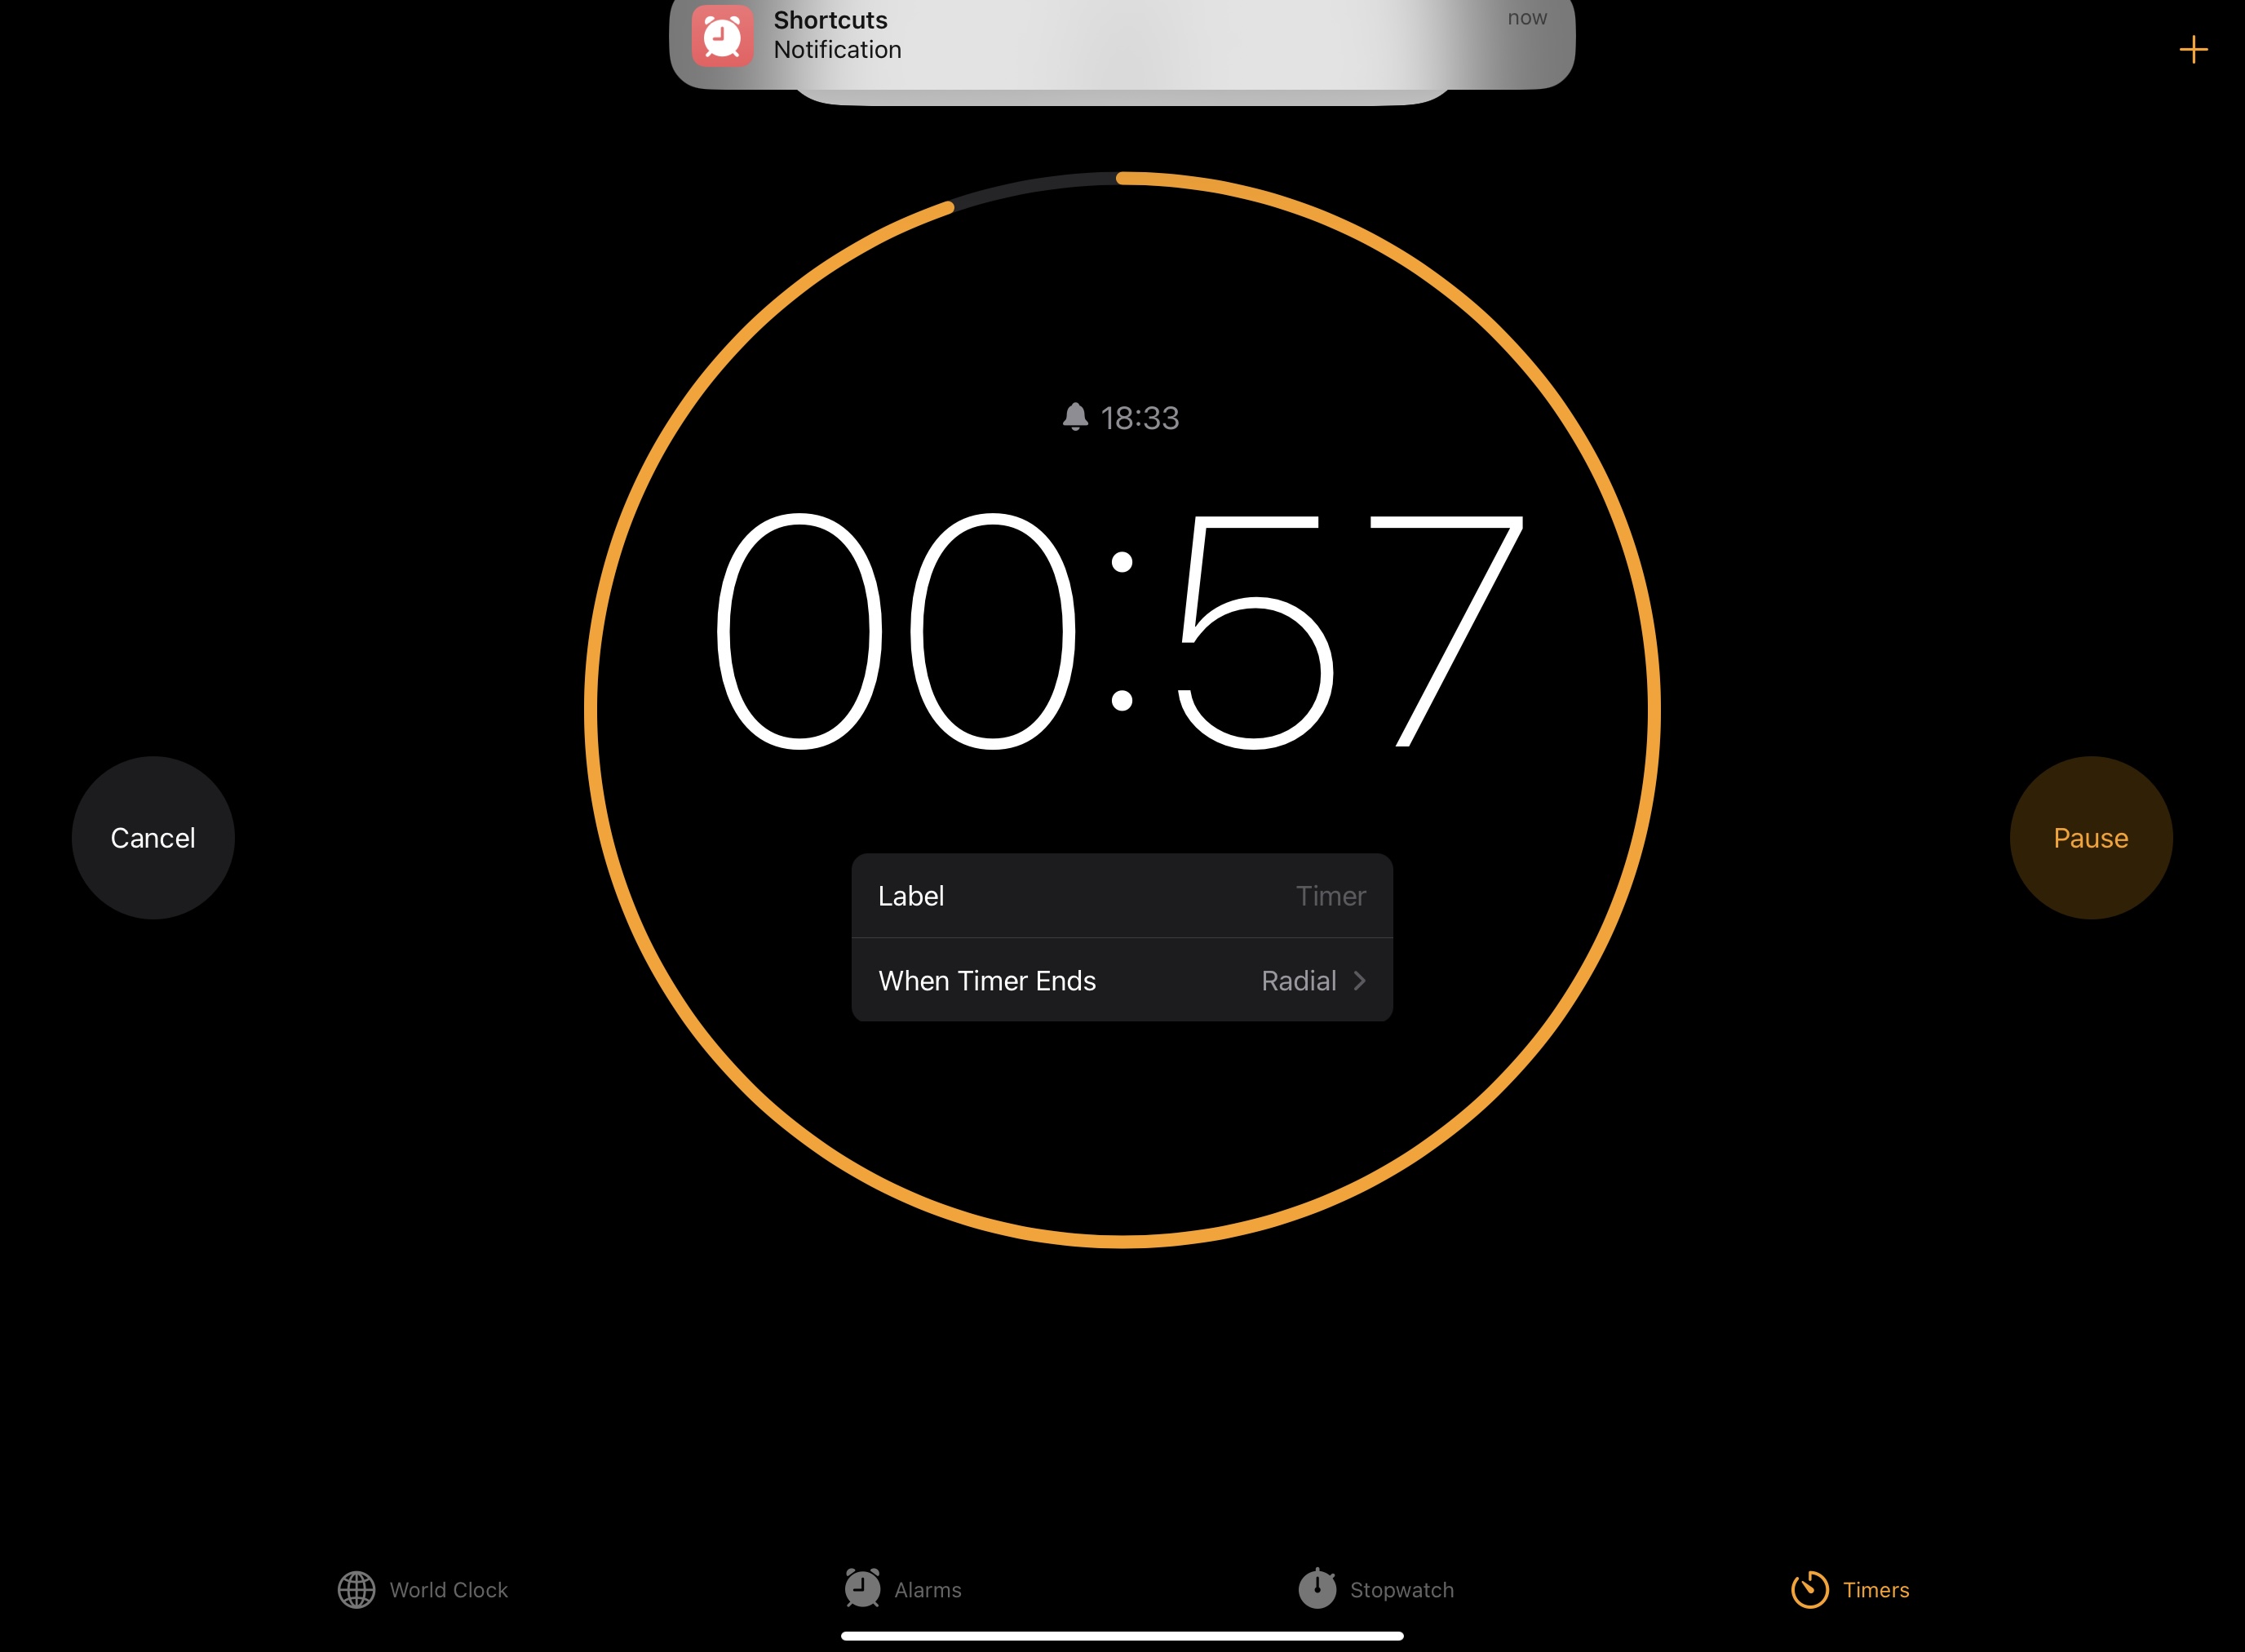 Shortcuts
now
Notification
18:33
00:57
Cancel
Pause
Label Timer
When Timer Ends Radial
World Clock
Alarms
Stopwatch
Timers